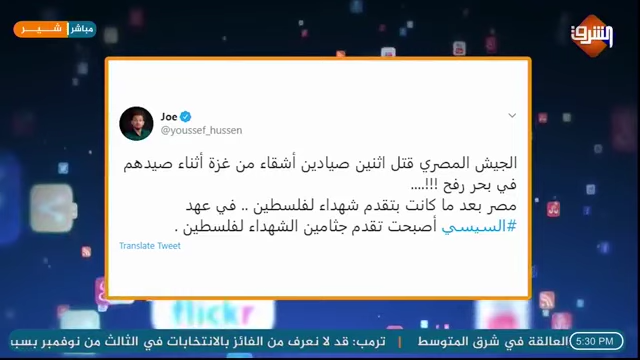 مباشر
شير
الشرق
Joe
@youssef_hussen
الجيش المصري قتل اثنين صيادين أشقاء من غزة أثناء صيدهم
في بحر رفح !!!....
مصر بعد ما كانت بتقدم شهداء لفلسطين .. في عهد
#السيسي أصبحت تقدم جثامين الشهداء لفلسطين .
Translate Tweet
flickr
العالقة في شرق المتوسط | ترمب: قد لا نعرف من الفائز بالانتخابات في الثالث من نوفمبر بسبب
5:30 PM